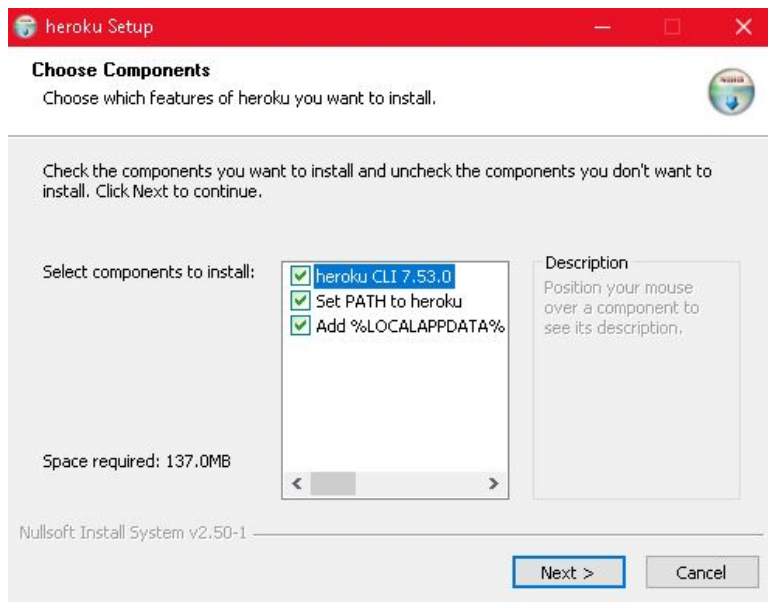 heroku Setup
Choose Components
Choose which features of heroku you want to install.
Check the components you want to install and uncheck the components you don't want to
install. Click Next to continue.
Select components to install:
heroku CLI 7.53.0
Set PATH to heroku
Add %LOCALAPPDATA%
Description
Position your mouse
over a component to
see its description.
Space required: 137.0MB
Nullsoft Install System v2.50-1
Next >
Cancel